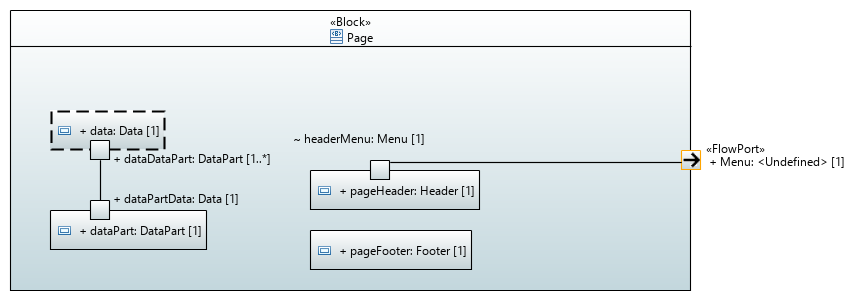 «Block»
Page
+ data: Data [1]
+ dataDataPart: DataPart [1..*]
+ dataPartData: Data [1]
+ dataPart: DataPart [1]
~ headerMenu: Menu [1]
+ pageHeader: Header [1]
+ pageFooter: Footer [1]
«FlowPort»
+ Menu: <Undefined> [1]